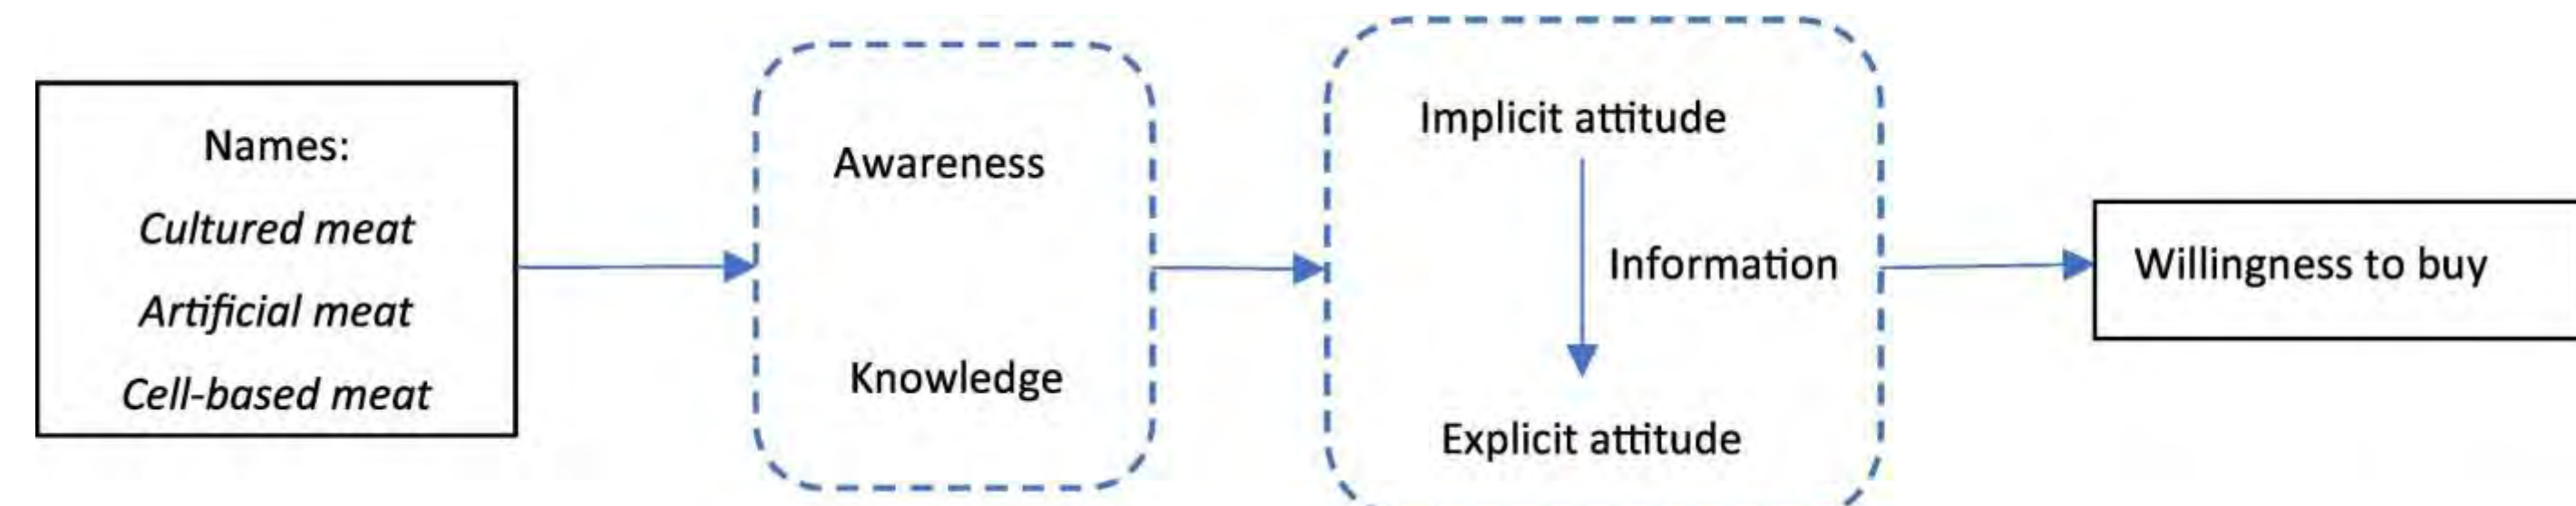 Names:
Cultured meat
Artificial meat
Cell-based meat
Awareness
Knowledge
Implicit attitude
Information
Explicit attitude
Willingness to buy